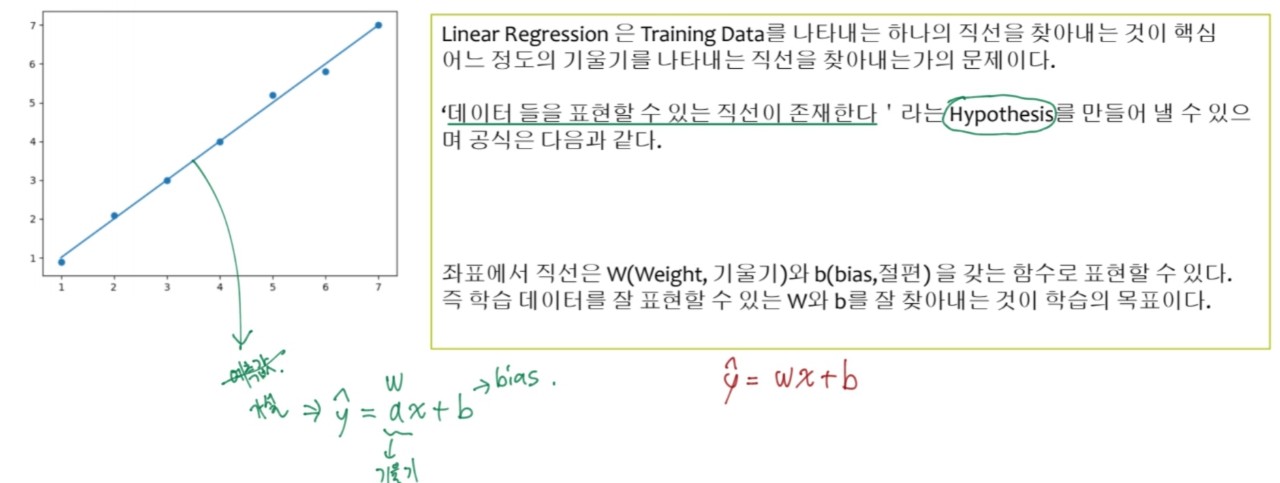 7
6
5
4
3
2
1
1 2 3 4 5 6 7
Linear Regression 은 Training Data를 나타내는 하나의 직선을 찾아내는 것이 핵심
어느 정도의 기울기를 나타내는 직선을 찾아내는가의 문제이다.
‘데이터 들을 표현할 수 있는 직선이 존재한다 ' 라는 Hypothesis를 만들어 낼 수 있으
며 공식은 다음과 같다.
좌표에서 직선은 W(Weight, 기울기)와 b(bias,절편) 을 갖는 함수로 표현할 수 있다.
즉 학습 데이터를 잘 표현할 수 있는 W와 b를 잘 찾아내는 것이 학습의 목표이다.
예측값.
W
가설 ⇒ ŷ = ax + b → bias .
기울기
ŷ = wx + b